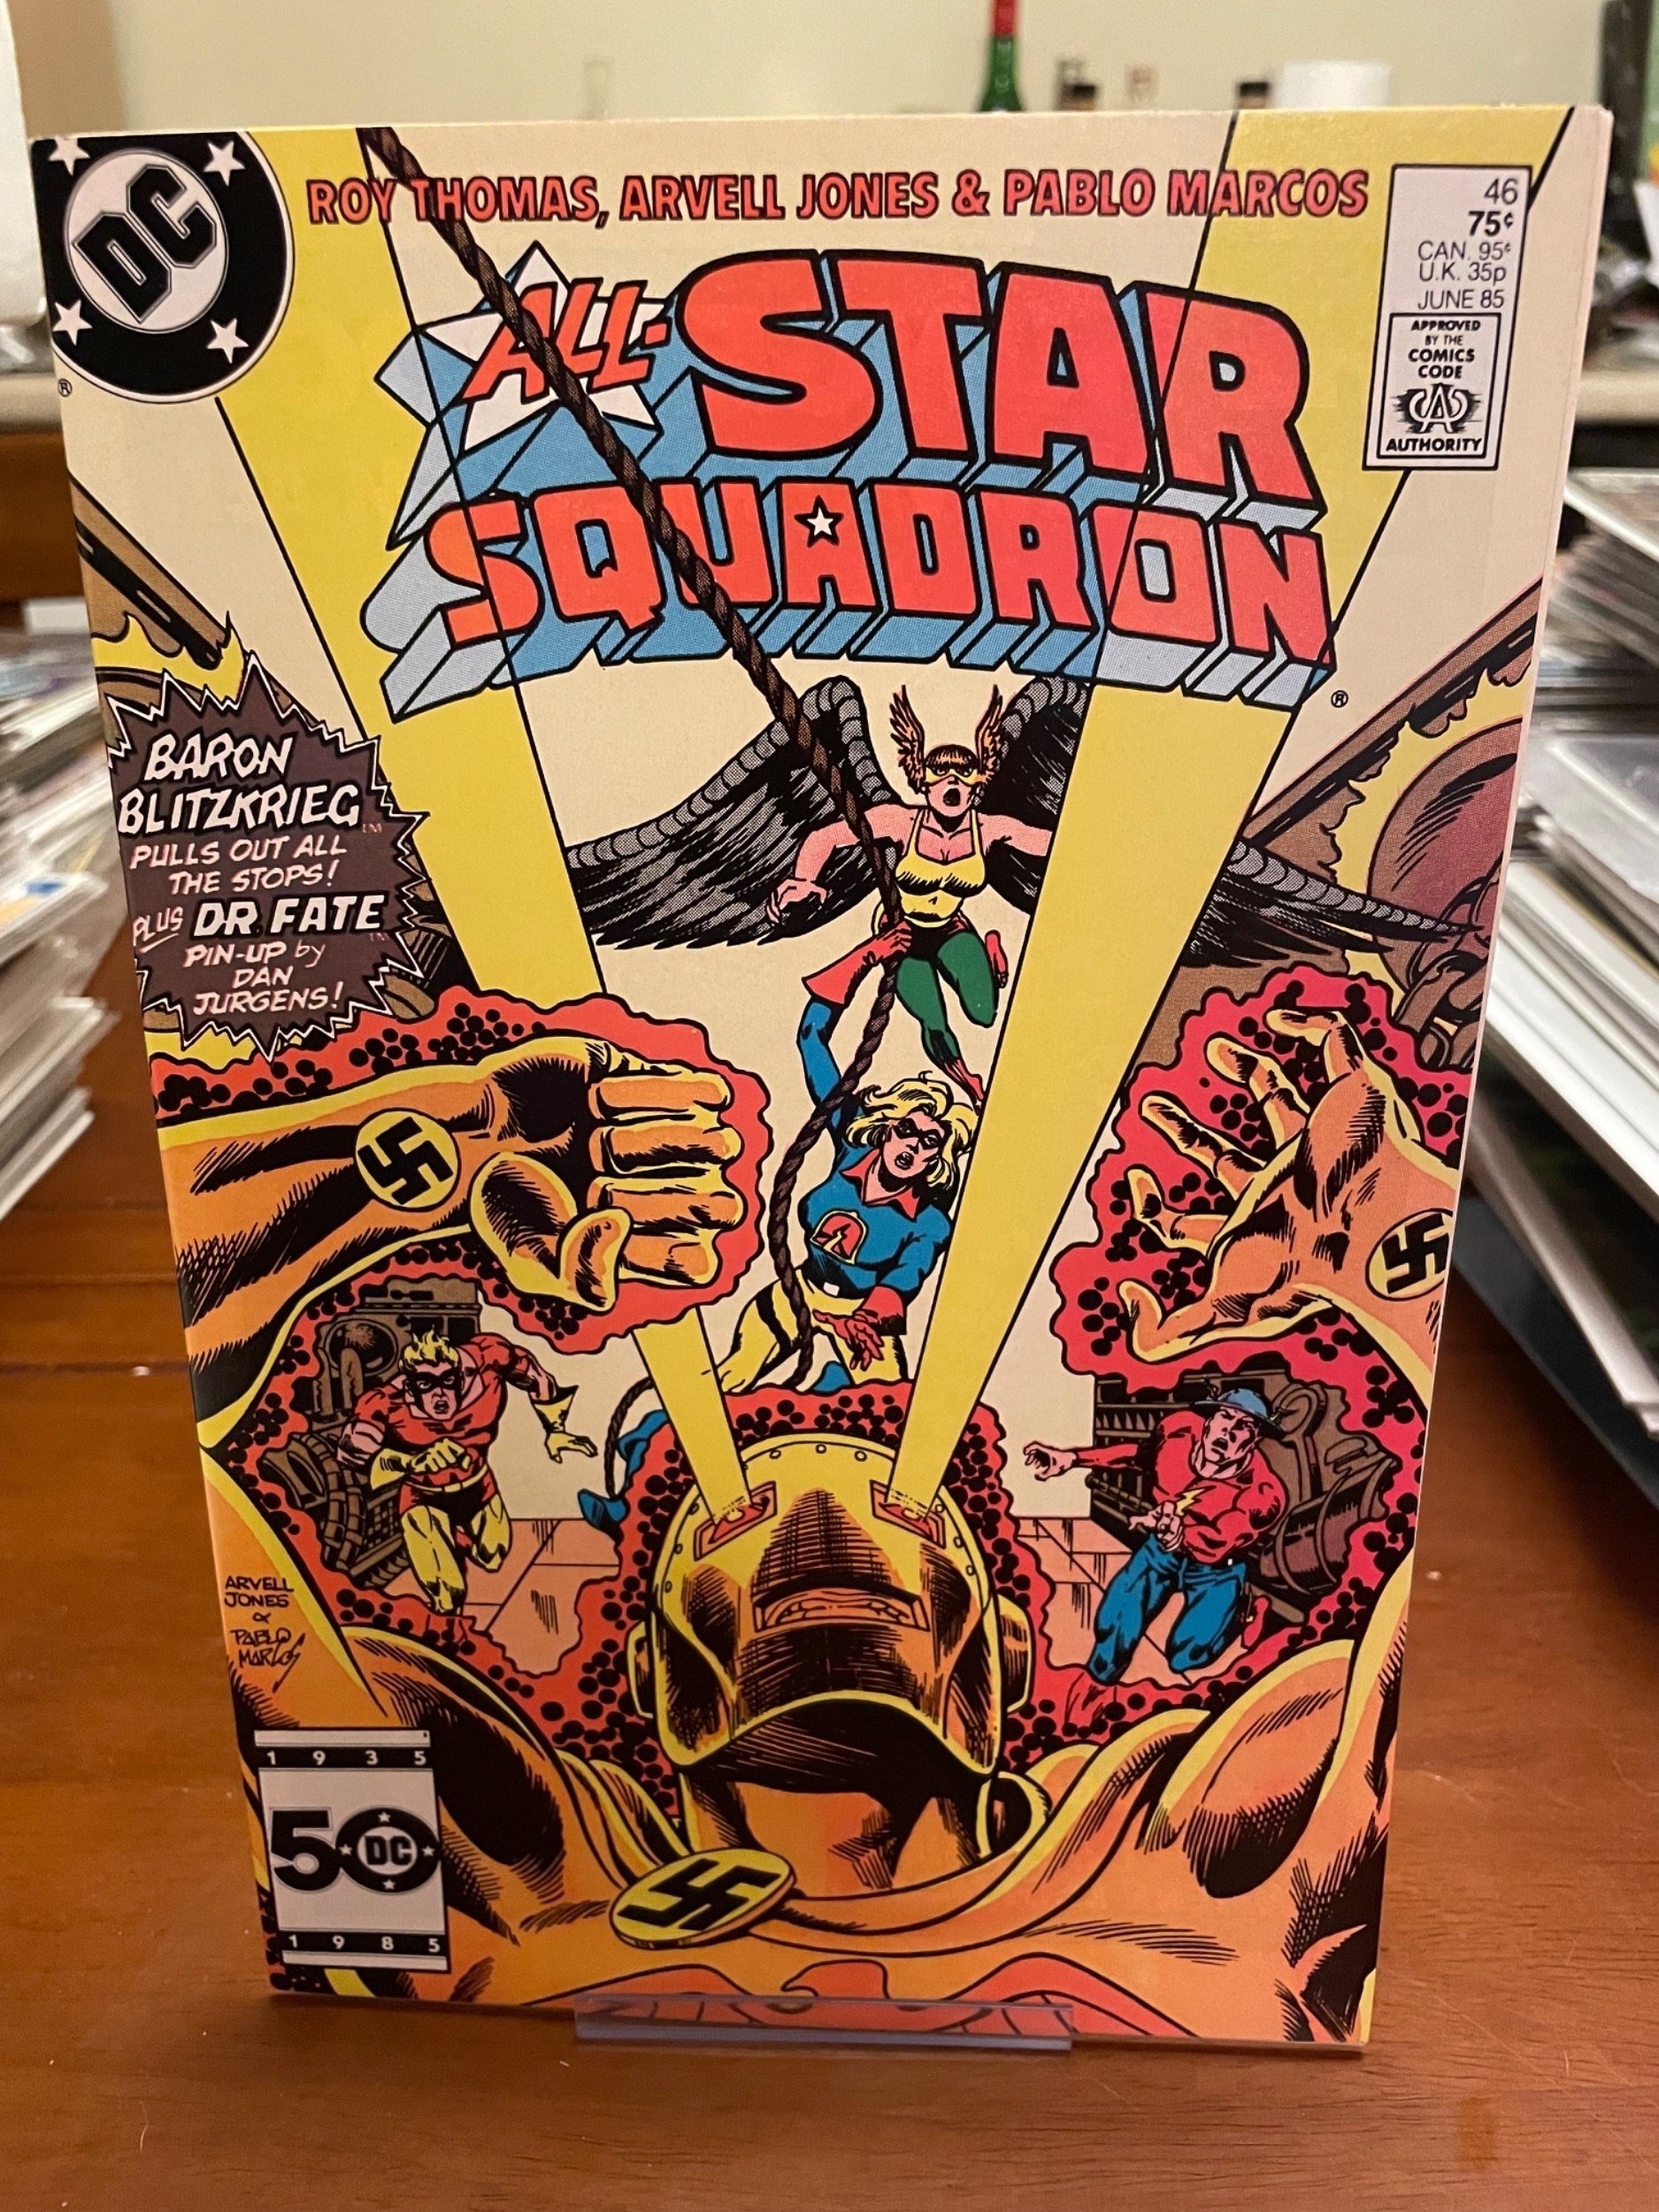 DC
®
ROY THOMAS, ARVELL JONES & PABLO MARCOS
46
75¢
CAN. 95¢
U.K. 35p
JUNE 85
APPROVED
BY THE
COMICS
CODE
CA
AUTHORITY
ALL-STAR
SQUADRON
®
BARON
BLITZKRIEG™
PULLS OUT ALL
THE STOPS!
PLUS DR. FATE™
PIN-UP by
DAN
JURGENS!
A
ARVELL
JONES
&
PABLO
MARCOS
1935
50
DC
1985